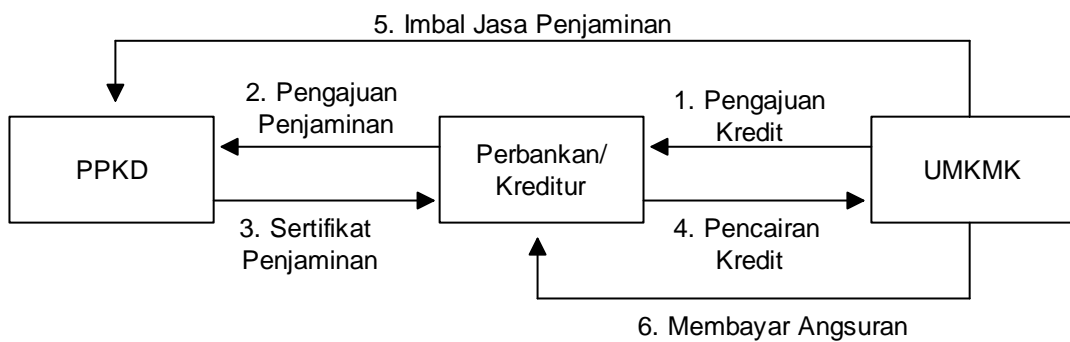 5. Imbal Jasa Penjaminan
2. Pengajuan
Penjaminan
1. Pengajuan
Kredit
PPKD
Perbankan/
Kreditur
UMKMK
3. Sertifikat
Penjaminan
4. Pencairan
Kredit
6. Membayar Angsuran